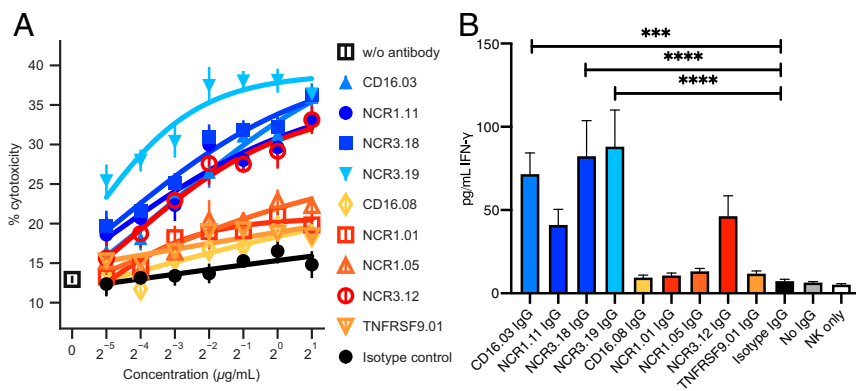 A
% cytotoxicity
40
35
30
25
20
15
10
0
2⁻⁵
2⁻⁴
2⁻³
2⁻²
2⁻¹
2⁰
2¹
Concentration (µg/mL)
w/o antibody
CD16.03
NCR1.11
NCR3.18
NCR3.19
CD16.08
NCR1.01
NCR1.05
NCR3.12
TNFRSF9.01
Isotype control
B
pg/mL IFN-γ
150
100
50
0
***
****
****
CD16.03 IgG
NCR1.11 IgG
NCR3.18 IgG
NCR3.19 IgG
CD16.08 IgG
NCR1.01 IgG
NCR1.05 IgG
NCR3.12 IgG
TNFRSF9.01 IgG
Isotype IgG
No IgG
NK only